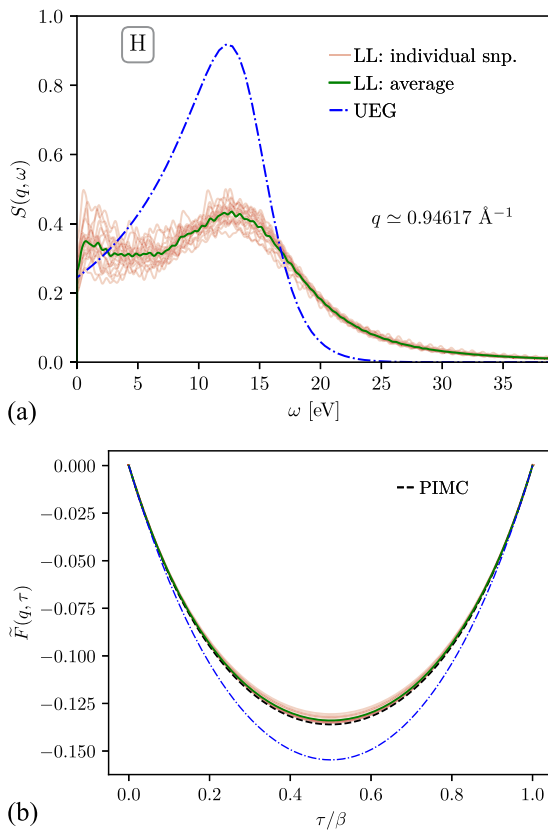 1.0
0.8
0.6
0.4
0.2
0.0
S(q, ω)
H
LL: individual snp.
LL: average
UEG
q ≃ 0.94617 Å⁻¹
0 5 10 15 20 25 30 35
ω [eV]
(a)
0.000
−0.025
−0.050
−0.075
−0.100
−0.125
−0.150
F̃(q, τ)
PIMC
0.0 0.2 0.4 0.6 0.8 1.0
τ/β
(b)